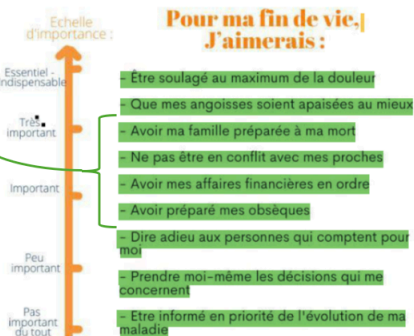 Echelle
d'importance :
Pour ma fin de vie,
J'aimerais :
Essentiel -
Indispensable
Très
important
Important
Peu
important
Pas
important
du tout
- Être soulagé au maximum de la douleur
- Que mes angoisses soient apaisées au mieux
- Avoir ma famille préparée à ma mort
- Ne pas être en conflit avec mes proches
- Avoir mes affaires financières en ordre
- Avoir préparé mes obsèques
- Dire adieu aux personnes qui comptent pour
moi
- Prendre moi-même les décisions qui me
concernent
- Etre informé en priorité de l'évolution de ma
maladie